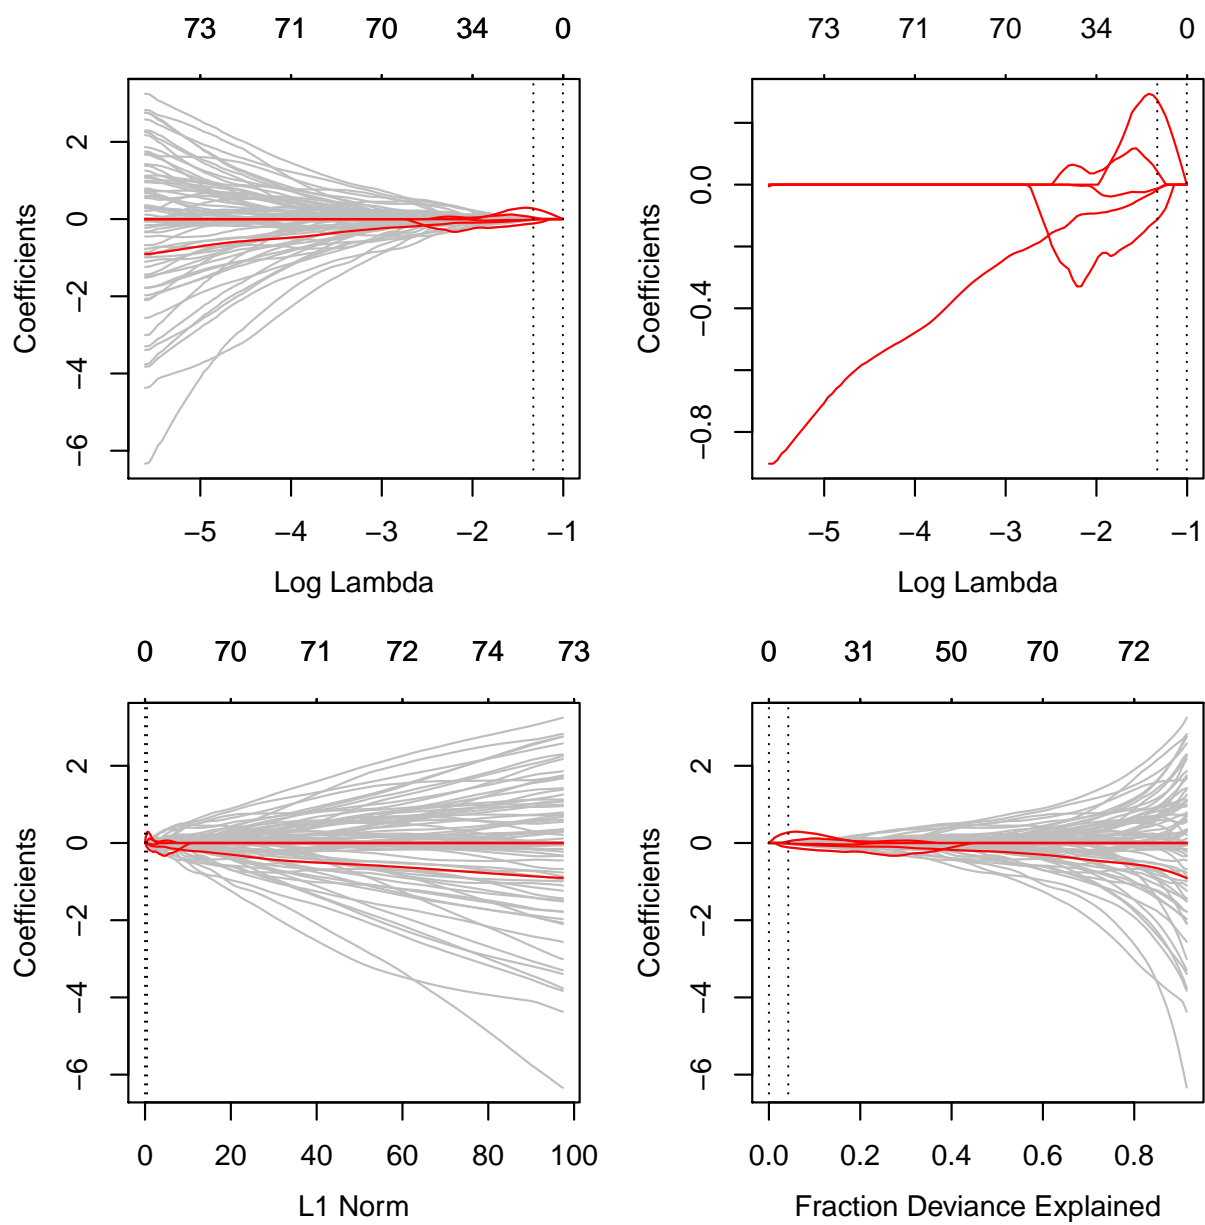 73 71 70 34 0
2
0
−2
−4
−6
Coefficients
−5 −4 −3 −2 −1
Log Lambda
73 71 70 34 0
0.0
−0.4
−0.8
Coefficients
−5 −4 −3 −2 −1
Log Lambda
0 70 71 72 74 73
2
0
−2
−4
−6
Coefficients
0 20 40 60 80 100
L1 Norm
0 31 50 70 72
2
0
−2
−4
−6
Coefficients
0.0 0.2 0.4 0.6 0.8
Fraction Deviance Explained